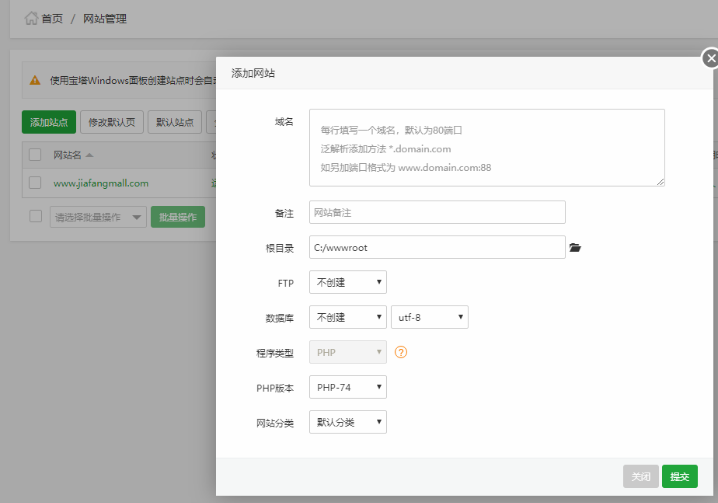 首页 / 网站管理
使用宝塔Windows面板创建站点时会自
添加站点 修改默认页 默认站点
网站名
www.jiafangmall.com
请选择批量操作 批量操作
添加网站
域名
每行填写一个域名，默认为80端口
泛解析添加方法 *.domain.com
如另加端口格式为 www.domain.com:88
备注 网站备注
根目录 C:/wwwroot
FTP 不创建
数据库 不创建 utf-8
程序类型 PHP ?
PHP版本 PHP-74
网站分类 默认分类
关闭 提交